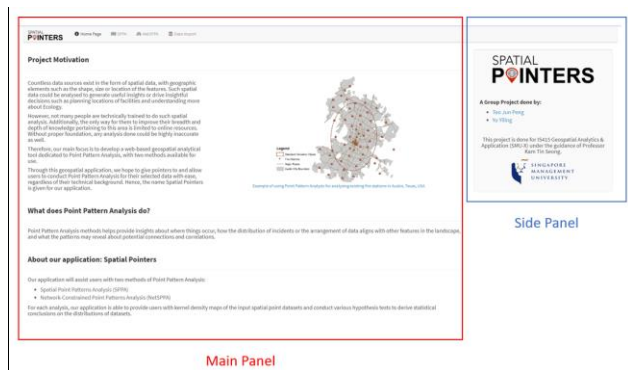 SPATIAL
POINTERS
Home Page SPPA NetSPPA Data Import
Project Motivation
Countless data sources exist in the form of spatial data, with geographic
elements such as the shape, size or location of the features. Such spatial
data could be analysed to generate useful insights or drive insightful
decisions such as planning locations of facilities and understanding more
about Ecology.
However, not many people are technically trained to do such spatial
analysis. Additionally, the only way for them to improve their breadth and
depth of knowledge pertaining to this area is limited to online resources.
Without proper foundation, any analysis done could be highly inaccurate
as well.
Therefore, our main focus is to develop a web-based geospatial analytical
tool dedicated to Point Pattern Analysis, with two methods available for
use.
Through this geospatial application, we hope to give pointers to and allow
users to conduct Point Pattern Analysis for their selected data with ease,
regardless of their technical background. Hence, the name Spatial Pointers
is given for our application.
Legend
Fire Stations
Major Roads
Austin City Boundary
Example of using Point Pattern Analysis for analysing existing fire stations in Austin, Texas, USA
What does Point Pattern Analysis do?
Point Pattern Analysis methods helps provide insights about where things occur, how the distribution of incidents or the arrangement of data aligns with other features in the landscape,
and what the patterns may reveal about potential connections and correlations.
About our application: Spatial Pointers
Our application will assist users with two methods of Point Pattern Analysis:
• Spatial Point Patterns Analysis (SPPA)
• Network-Constrained Point Patterns Analysis (NetSPPA)
For each analysis, our application is able to provide users with kernel density maps of the input spatial point datasets and conduct various hypothesis tests to derive statistical
conclusions on the distributions of datasets.
Main Panel
SPATIAL
POINTERS
A Group Project done by:
• Seo Jun Peng
This project is done for IS415 Geospatial Analytics &
Application (SMU X) under the guidance of Professor
Kam Tin Seong.
SINGAPORE
MANAGEMENT
UNIVERSITY
Side Panel